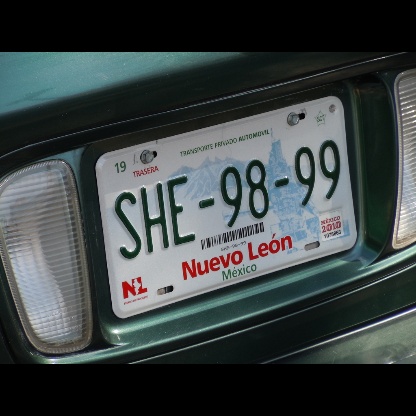 TRANSPORTE PRIVADO AUTOMOVIL
19
TRASERA
SHE-98-99
Nuevo León
México
NL
MÉXICO
2010